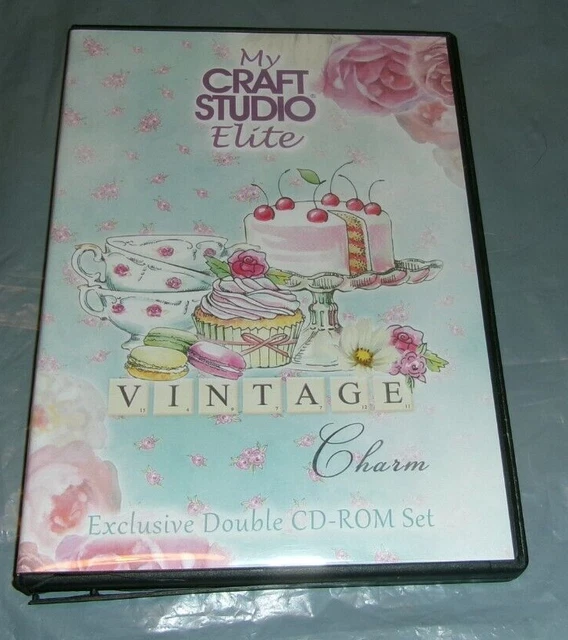 My
CRAFT
STUDIO®
Elite
VINTAGE
Charm
Exclusive Double CD-ROM Set